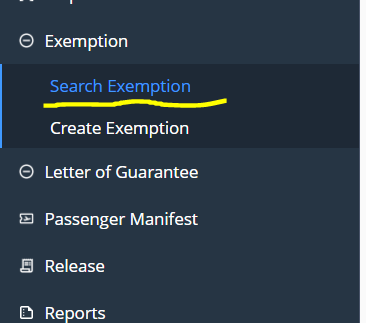 Exemption
Search Exemption
Create Exemption
Letter of Guarantee
Passenger Manifest
Release
Reports